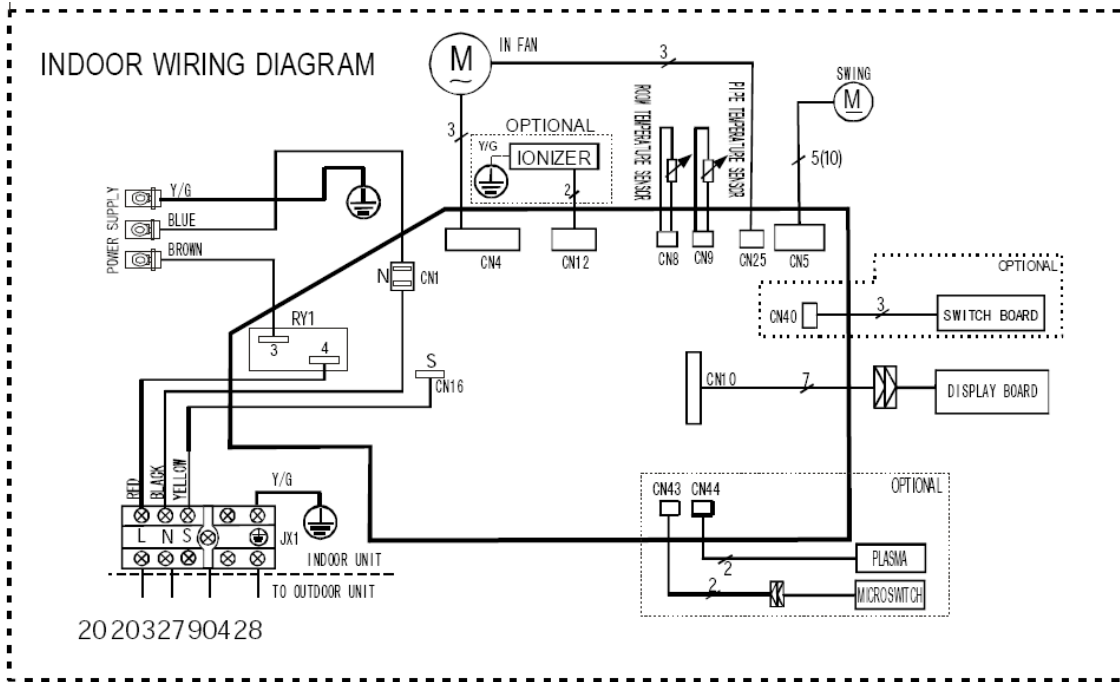 INDOOR WIRING DIAGRAM
M
~
IN FAN
3
3
OPTIONAL
Y/G
IONIZER
2
ROOM TEMPERATURE SENSOR
PIPE TEMPERATURE SENSOR
SWING
M
5(10)
POWER SUPPLY
Y/G
BLUE
BROWN
CN4
CN12
CN8
CN9
CN25
CN5
N
CN1
RY1
3
4
S
CN16
OPTIONAL
CN40
3
SWITCH BOARD
CN10
7
DISPLAY BOARD
RED
BLACK
YELLOW
Y/G
L N S
JX1
INDOOR UNIT
TO OUTDOOR UNIT
OPTIONAL
CN43
CN44
2
PLASMA
2
MICROSWITCH
202032790428